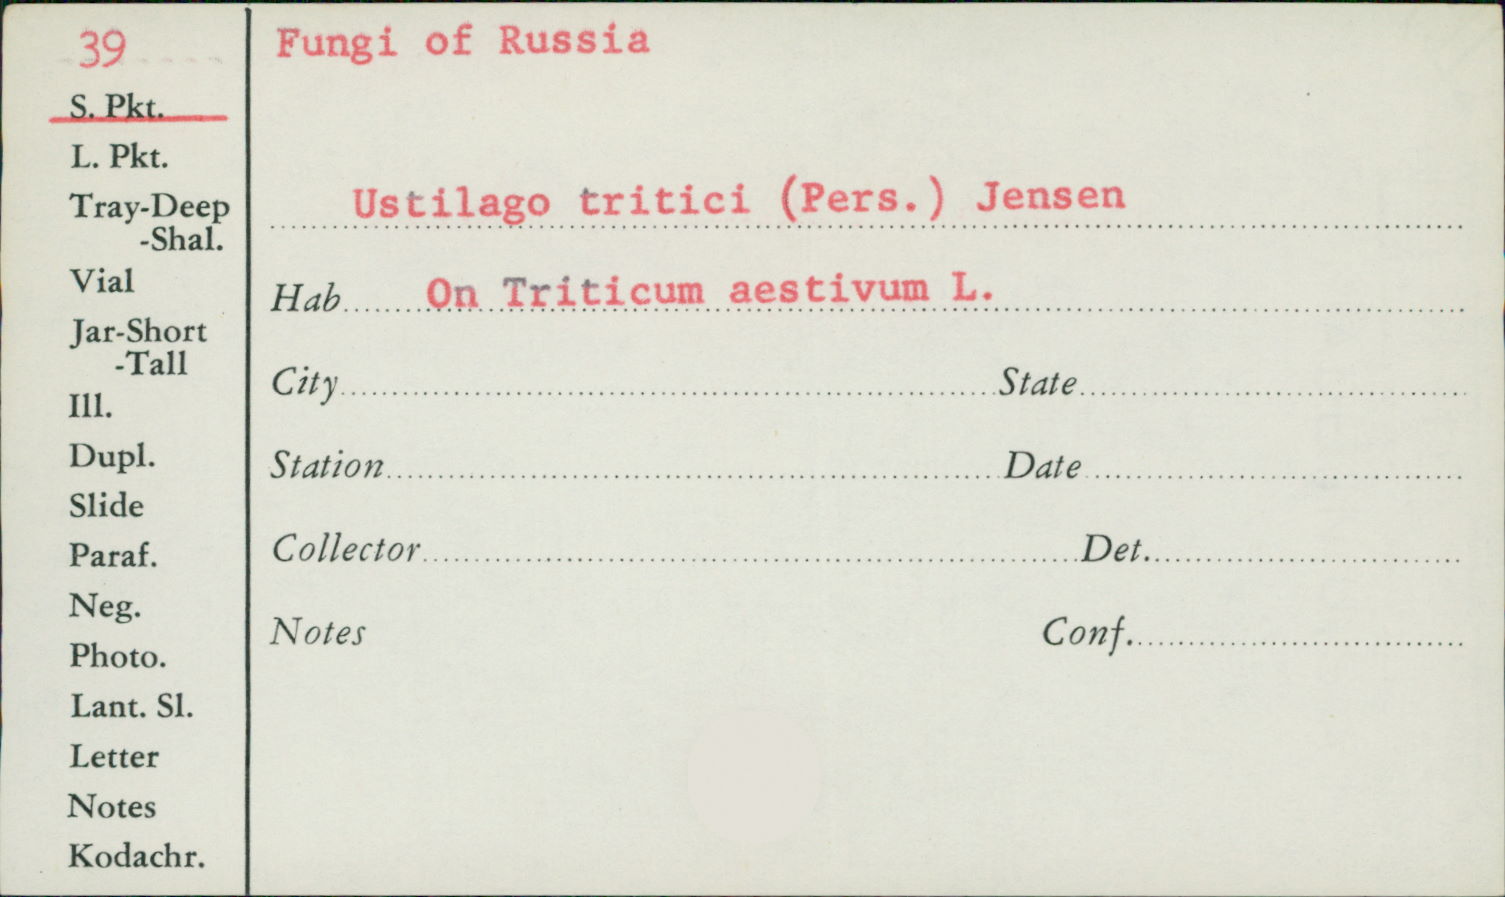 39
S. Pkt.
L. Pkt.
Tray-Deep
-Shal.
Vial
Jar-Short
-Tall
Ill.
Dupl.
Slide
Paraf.
Neg.
Photo.
Lant. Sl.
Letter
Notes
Kodachr.
Fungi of Russia
Ustilago tritici (Pers.) Jensen
Hab. On Triticum aestivum L.
City State
Station Date
Collector Det.
Notes Conf.